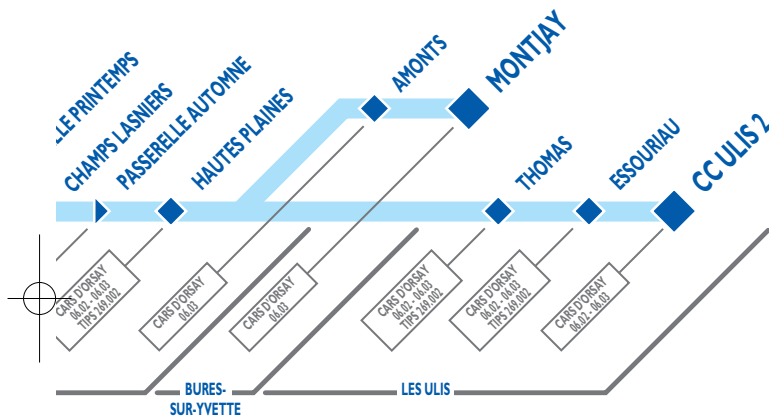 LLE PRINTEMPS
CHAMPS LASNIERS
PASSERELLE AUTOMNE
HAUTES PLAINES
AMONTS
MONTJAY
THOMAS
ESSOURIAU
CC ULIS 2
CARS D'ORSAY
06.02 - 06.03
TIPS 269.002
CARS D'ORSAY
06.03
CARS D'ORSAY
06.03
CARS D'ORSAY
06.02 - 06.03
TIPS 269.002
CARS D'ORSAY
06.02 - 06.03
TIPS 269.002
CARS D'ORSAY
06.02 - 06.03
BURES-
SUR-YVETTE
LES ULIS